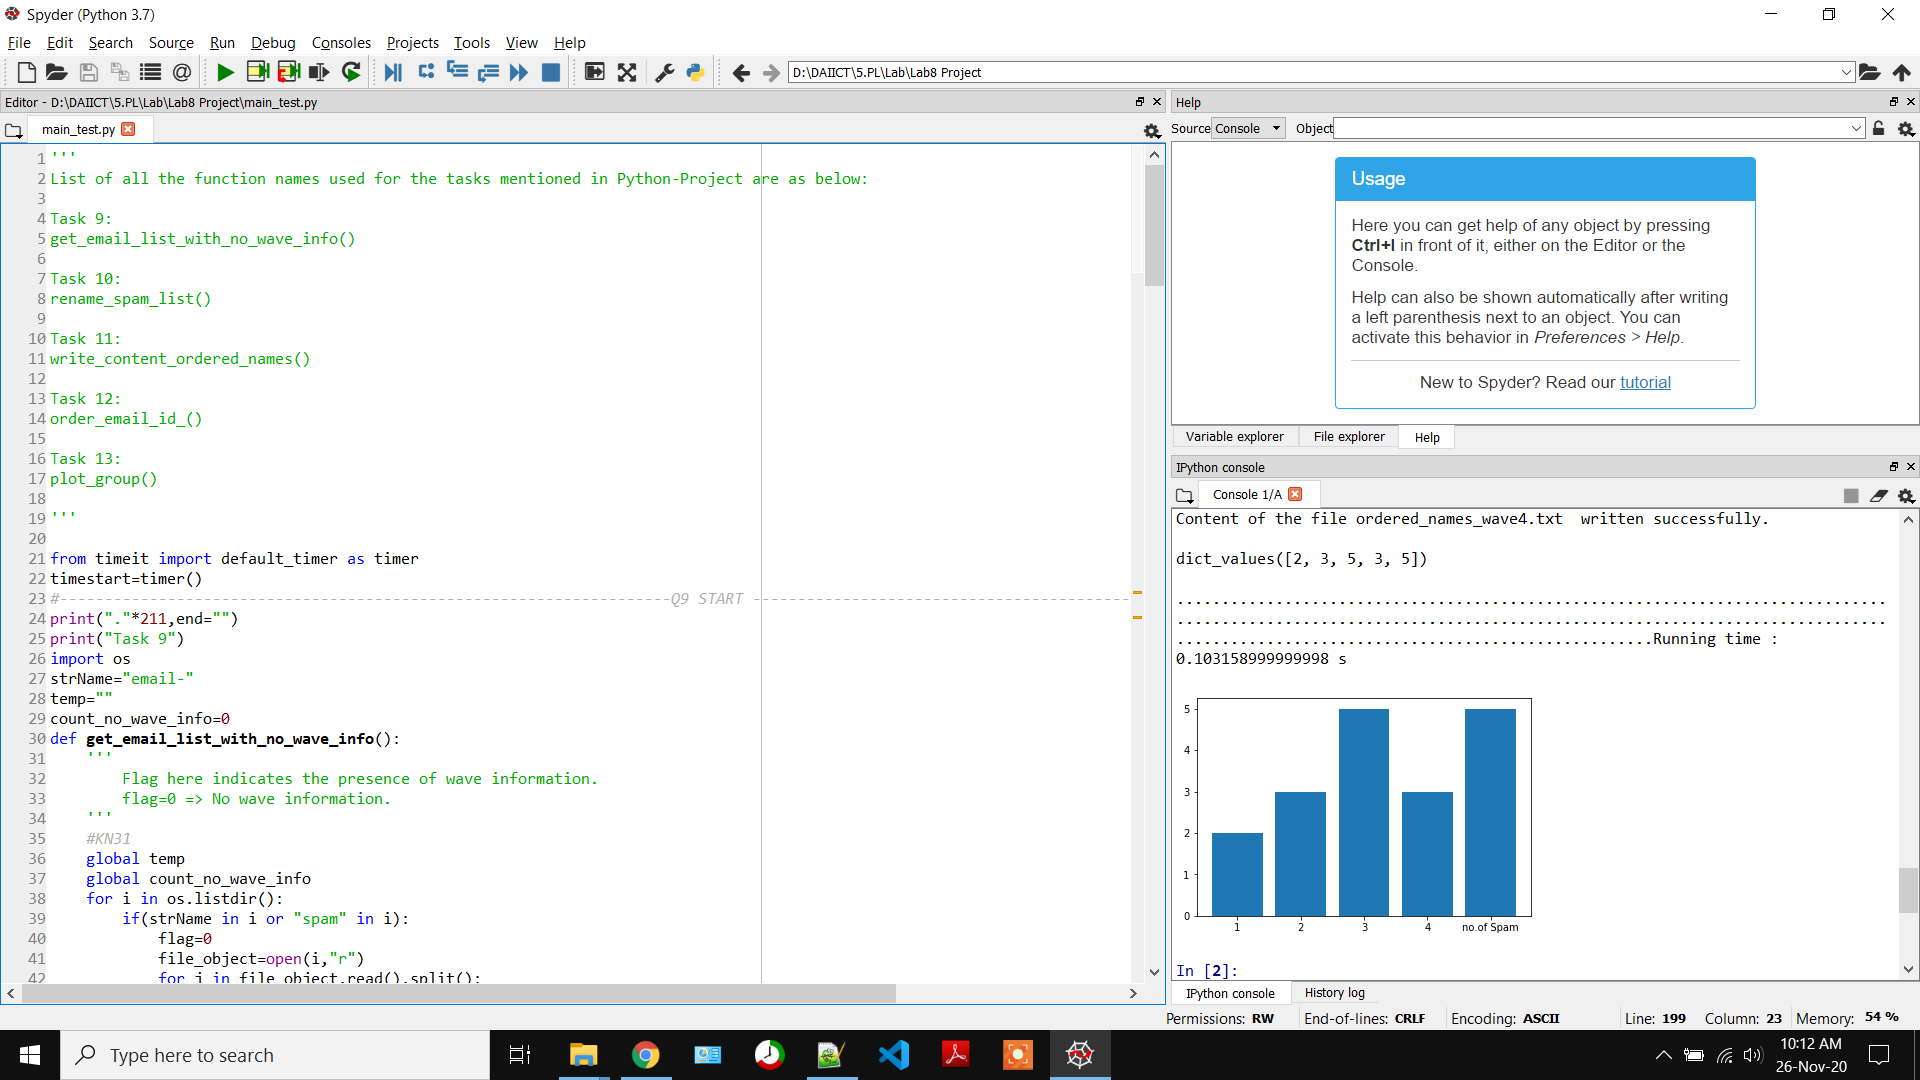 Spyder (Python 3.7)
File Edit Search Source Run Debug Consoles Projects Tools View Help
D:\DAIICT\5.PL\Lab\Lab8 Project
Editor - D:\DAIICT\5.PL\Lab\Lab8 Project\main_test.py
main_test.py
1 '''
2 List of all the function names used for the tasks mentioned in Python-Project are as below:
3
4 Task 9:
5 get_email_list_with_no_wave_info()
6
7 Task 10:
8 rename_spam_list()
9
10 Task 11:
11 write_content_ordered_names()
12
13 Task 12:
14 order_email_id_()
15
16 Task 13:
17 plot_group()
18
19 '''
20
21 from timeit import default_timer as timer
22 timestart=timer()
23 #--------------------------------------------------------------------Q9 START ------------------------------------------
24 print("."*211,end="")
25 print("Task 9")
26 import os
27 strName="email-"
28 temp=""
29 count_no_wave_info=0
30 def get_email_list_with_no_wave_info():
31     '''
32         Flag here indicates the presence of wave information.
33         flag=0 => No wave information.
34     '''
35     #KN31
36     global temp
37     global count_no_wave_info
38     for i in os.listdir():
39         if(strName in i or "spam" in i):
40             flag=0
41             file_object=open(i,"r")
42             for j in file_object.read().split():
Help
Source Console Object
Usage
Here you can get help of any object by pressing
Ctrl+I in front of it, either on the Editor or the
Console.
Help can also be shown automatically after writing
a left parenthesis next to an object. You can
activate this behavior in Preferences > Help.
New to Spyder? Read our tutorial
Variable explorer File explorer Help
IPython console
Console 1/A
Content of the file ordered_names_wave4.txt  written successfully.
dict_values([2, 3, 5, 3, 5])
...............................................................................
...............................................................................
.....................................................Running time :
0.103158999999998 s
5
4
3
2
1
0
1 2 3 4 no.of Spam
In [2]:
IPython console History log
Permissions: RW End-of-lines: CRLF Encoding: ASCII Line: 199 Column: 23 Memory: 54 %
Type here to search
10:12 AM
26-Nov-20